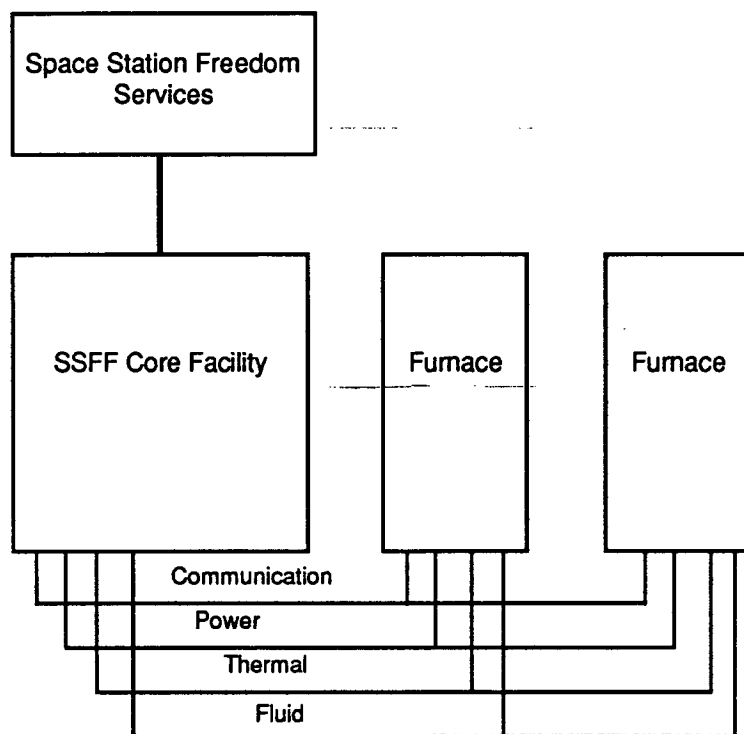 Space Station Freedom
Services
SSFF Core Facility
Furnace
Furnace
Communication
Power
Thermal
Fluid